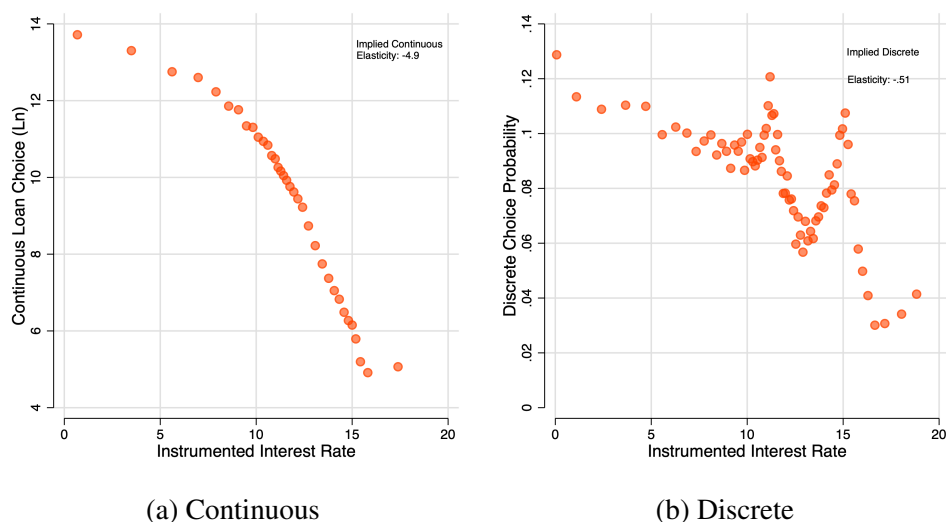 14
12
10
8
6
4
Continuous Loan Choice (Ln)
Implied Continuous
Elasticity: -4.9
0 5 10 15 20
Instrumented Interest Rate
(a) Continuous
.14
.12
.1
.08
.06
.04
.02
0
Discrete Choice Probability
Implied Discrete
Elasticity: -.51
0 5 10 15 20
Instrumented Interest Rate
(b) Discrete